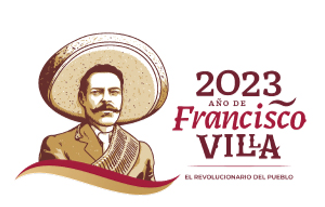 2023
AÑO DE
Francisco
VILLA
EL REVOLUCIONARIO DEL PUEBLO